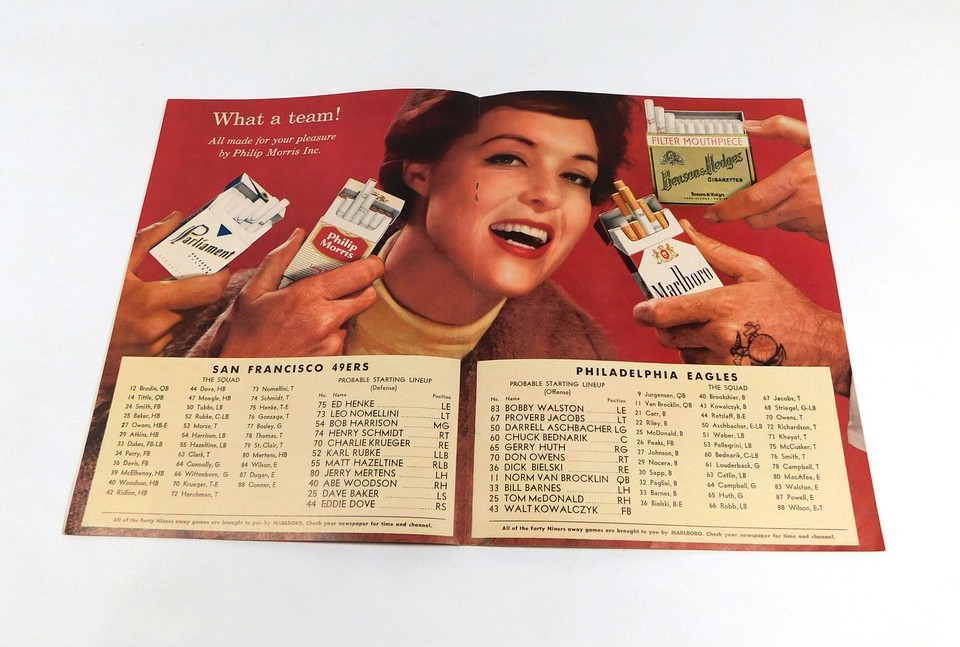 What a team!
All made for your pleasure
by Philip Morris Inc.
Parliament
Philip
Morris
FILTER MOUTHPIECE
Benson & Hedges
CIGARETTES
Benson & Hedges
Marlboro
SAN FRANCISCO 49ERS
THE SQUAD
12 Brodie, QB
14 Tittle, QB
24 Smith, FB
25 Baker, HB
27 Owens, HB-E
29 Atkins, HB
33 Dukes, FB-LB
34 Perry, FB
36 Davis, FB
39 McElhenny, HB
40 Woodson, HB
42 Ridlon, HB
44 Dove, HB
47 Moegle, HB
50 Tubbs, LB
52 Rubke, C-LB
53 Morze, T
54 Harrison, LB
55 Hazeltine, LB
63 Clark, T
64 Connolly, G
66 Wittenborn, G
70 Krueger, T-E
72 Herchman, T
73 Nomellini, T
74 Schmidt, T
75 Henke, T-E
76 Gonzaga, T
77 Bosley, G
78 Thomas, T
79 St. Clair, T
80 Mertens, HB
84 Wilson, E
87 Dugan, E
88 Conner, E
PROBABLE STARTING LINEUP
(Defense)
No. Name Position
75 ED HENKE LE
73 LEO NOMELLINI LT
54 BOB HARRISON MG
74 HENRY SCHMIDT RT
70 CHARLIE KRUEGER RE
52 KARL RUBKE LLB
55 MATT HAZELTINE RLB
80 JERRY MERTENS LH
40 ABE WOODSON RH
25 DAVE BAKER LS
44 EDDIE DOVE RS
All of the Forty Niners away games are brought to you by MARLBORO. Check your newspaper for time and channel.
PHILADELPHIA EAGLES
PROBABLE STARTING LINEUP
(Offense)
No. Name Position
83 BOBBY WALSTON LE
67 PROVERB JACOBS LT
50 DARRELL ASCHBACHER LG
60 CHUCK BEDNARIK C
65 GERRY HUTH RG
70 DON OWENS RT
36 DICK BIELSKI RE
11 NORM VAN BROCKLIN QB
33 BILL BARNES LH
25 TOM McDONALD RH
43 WALT KOWALCZYK FB
THE SQUAD
9 Jurgensen, QB
11 Van Brocklin, QB
21 Carr, B
22 Riley, B
25 McDonald, B
26 Peaks, FB
27 Johnson, B
29 Nocera, B
30 Sapp, B
32 Pagliei, B
33 Barnes, B
36 Bielski, B-E
40 Brookshier, B
43 Kowalczyk, B
44 Retzlaff, B-E
50 Aschbacher, E-LB
51 Weber, LB
53 Pellegrini, LB
60 Bednarik, C-LB
61 Louderback, G
63 Catlin, LB
64 Campbell, G
65 Huth, G
66 Robb, LB
67 Jacobs, T
68 Striegel, G-LB
70 Owens, T
72 Richardson, T
73 Khayat, T
75 McCusker, T
76 Smith, T
78 Campbell, T
80 MacAfee, E
83 Walston, E
87 Powell, E
88 Wilson, E-T
All of the Forty Niners away games are brought to you by MARLBORO. Check your newspaper for time and channel.